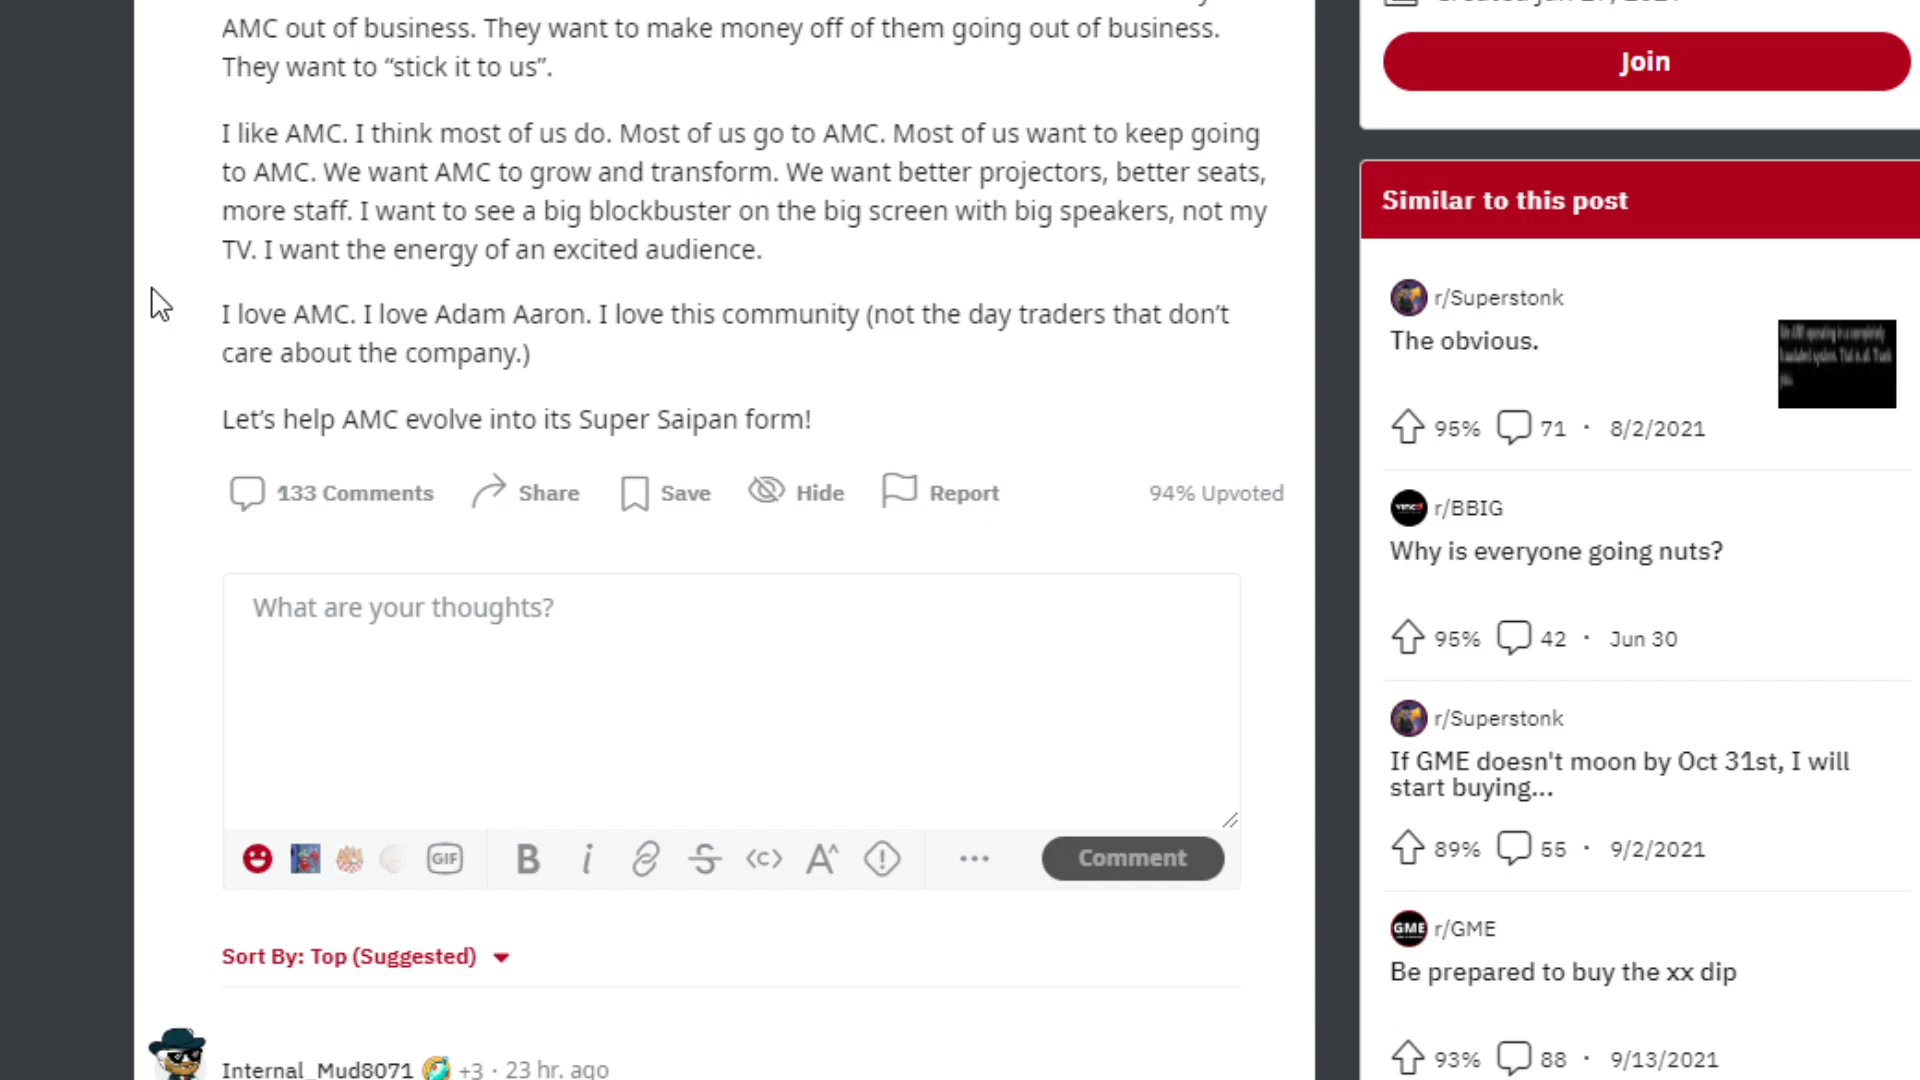 AMC out of business. They want to make money off of them going out of business.
They want to “stick it to us”.
I like AMC. I think most of us do. Most of us go to AMC. Most of us want to keep going
to AMC. We want AMC to grow and transform. We want better projectors, better seats,
more staff. I want to see a big blockbuster on the big screen with big speakers, not my
TV. I want the energy of an excited audience.
I love AMC. I love Adam Aaron. I love this community (not the day traders that don’t
care about the company.)
Let’s help AMC evolve into its Super Saipan form!
133 Comments Share Save Hide Report 94% Upvoted
What are your thoughts?
GIF B i <c> A^ ... Comment
Sort By: Top (Suggested)
Internal_Mud8071 +3 · 23 hr. ago
Join
Similar to this post
r/Superstonk
The obvious.
95% 71 · 8/2/2021
r/BBIG
Why is everyone going nuts?
95% 42 · Jun 30
r/Superstonk
If GME doesn't moon by Oct 31st, I will
start buying...
89% 55 · 9/2/2021
GME r/GME
Be prepared to buy the xx dip
93% 88 · 9/13/2021